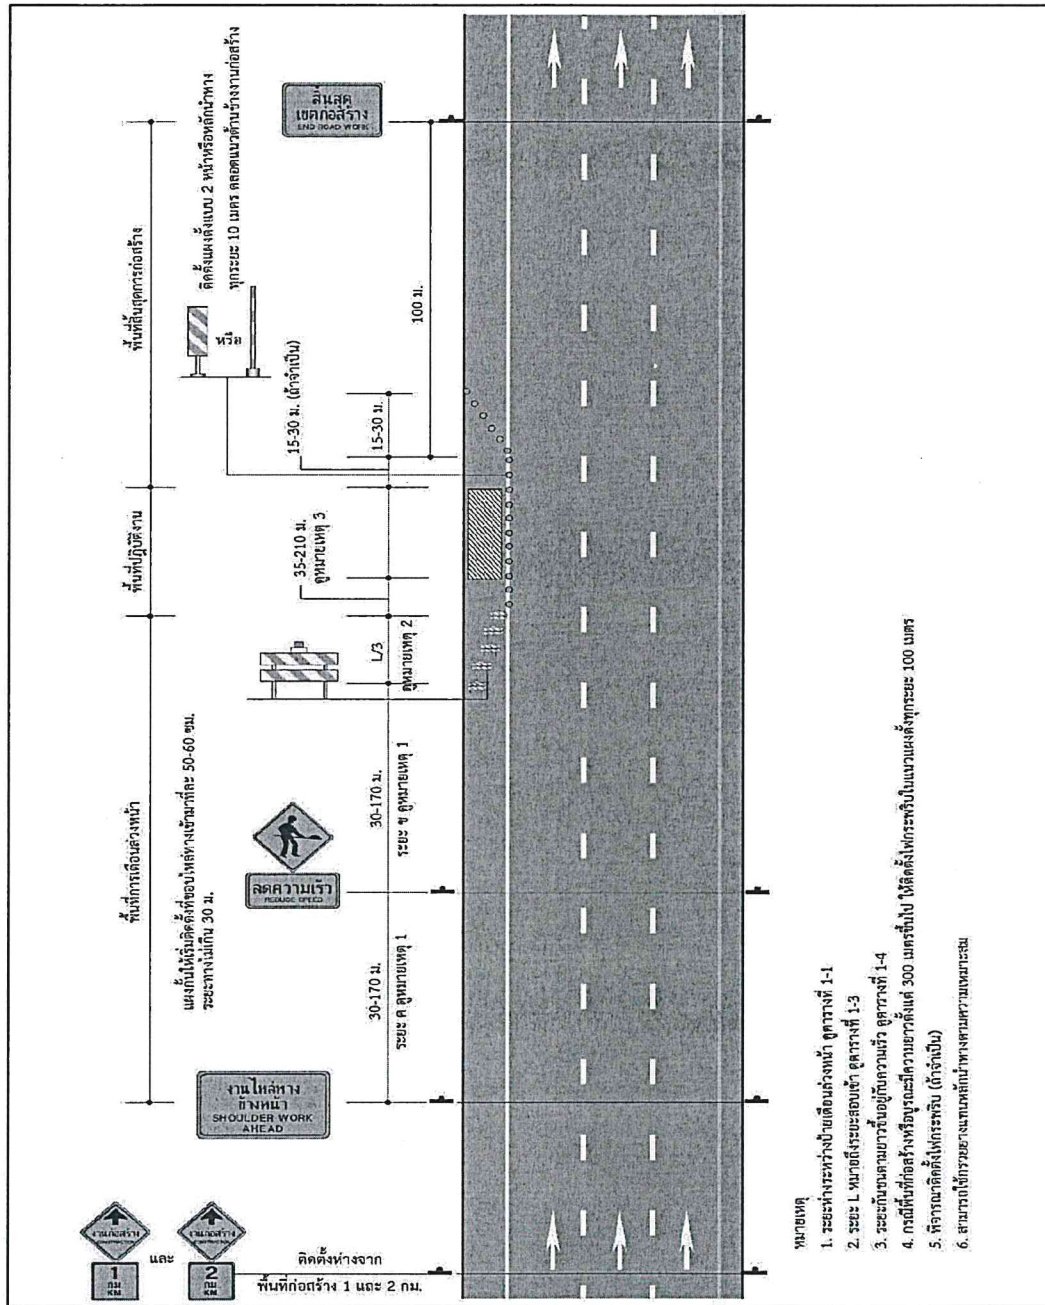 สิ้นสุด
เขตก่อสร้าง
END ROAD WORK
พื้นที่สิ้นสุดการก่อสร้าง
ติดตั้งแผงตั้งแบบ 2 หน้าหรือหลักนำทาง
ทุกระยะ 10 เมตร ตลอดแนวด้านข้างงานก่อสร้าง
หรือ
100 ม.
15-30 ม. (ถ้าจำเป็น)
15-30 ม.
พื้นที่ปฏิบัติงาน
35-210 ม.
ดูหมายเหตุ 3
L/3
ดูหมายเหตุ 2
พื้นที่การเตือนล่วงหน้า
แผงกั้นให้เริ่มติดตั้งที่ขอบไหล่ทางเข้ามาทีละ 50-60 ซม.
ระยะทางไม่เกิน 30 ม.
30-170 ม.
ระยะ ข ดูหมายเหตุ 1
ลดความเร็ว
REDUCE SPEED
30-170 ม.
ระยะ ค ดูหมายเหตุ 1
งานไหล่ทาง
ข้างหน้า
SHOULDER WORK
AHEAD
งานก่อสร้าง
CONSTRUCTION
1
กม
KM
และ
งานก่อสร้าง
CONSTRUCTION
2
กม
KM
ติดตั้งห่างจาก
พื้นที่ก่อสร้าง 1 และ 2 กม.
หมายเหตุ
1. ระยะห่างระหว่างป้ายเตือนล่วงหน้า ดูตารางที่ 1-1
2. ระยะ L หมายถึงระยะสอบเข้า ดูตารางที่ 1-3
3. ระยะกันชนตามยาวขึ้นอยู่กับความเร็ว ดูตารางที่ 1-4
4. กรณีพื้นที่ก่อสร้างหรือบูรณะมีความยาวตั้งแต่ 300 เมตรขึ้นไป ให้ติดตั้งไฟกระพริบในแนวแผงตั้งทุกระยะ 100 เมตร
5. พิจารณาติดตั้งไฟกระพริบ (ถ้าจำเป็น)
6. สามารถใช้กรวยยางแทนหลักนำทางตามความเหมาะสม